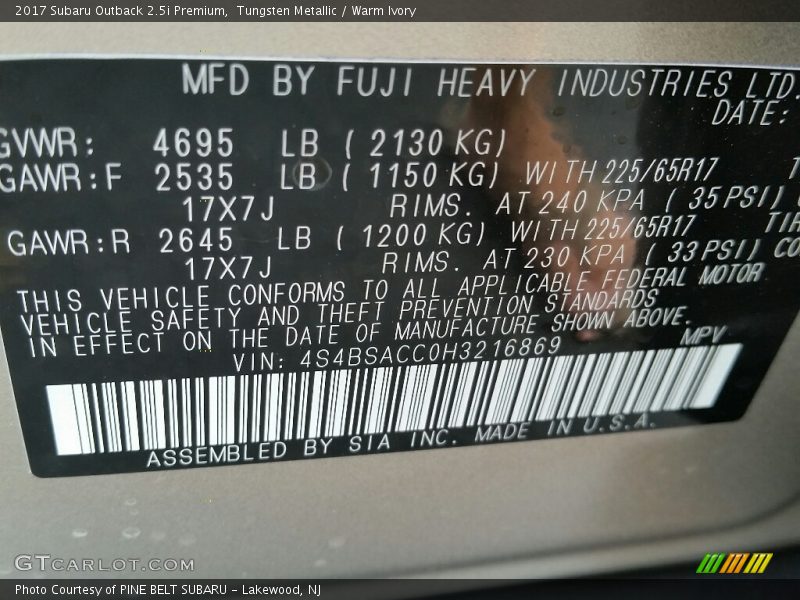 2017 Subaru Outback 2.5i Premium, Tungsten Metallic / Warm Ivory
MFD BY FUJI HEAVY INDUSTRIES LTD.
DATE:
GVWR: 4695 LB ( 2130 KG)
GAWR:F 2535 LB ( 1150 KG) WITH 225/65R17
17X7J RIMS. AT 240 KPA ( 35 PSI)
GAWR:R 2645 LB ( 1200 KG) WITH 225/65R17
17X7J RIMS. AT 230 KPA ( 33 PSI)
THIS VEHICLE CONFORMS TO ALL APPLICABLE FEDERAL MOTOR
VEHICLE SAFETY AND THEFT PREVENTION STANDARDS
IN EFFECT ON THE DATE OF MANUFACTURE SHOWN ABOVE.
VIN: 4S4BSACC0H3216869 MPV
ASSEMBLED BY SIA INC. MADE IN U.S.A.
GTCARLOT.COM
Photo Courtesy of PINE BELT SUBARU - Lakewood, NJ